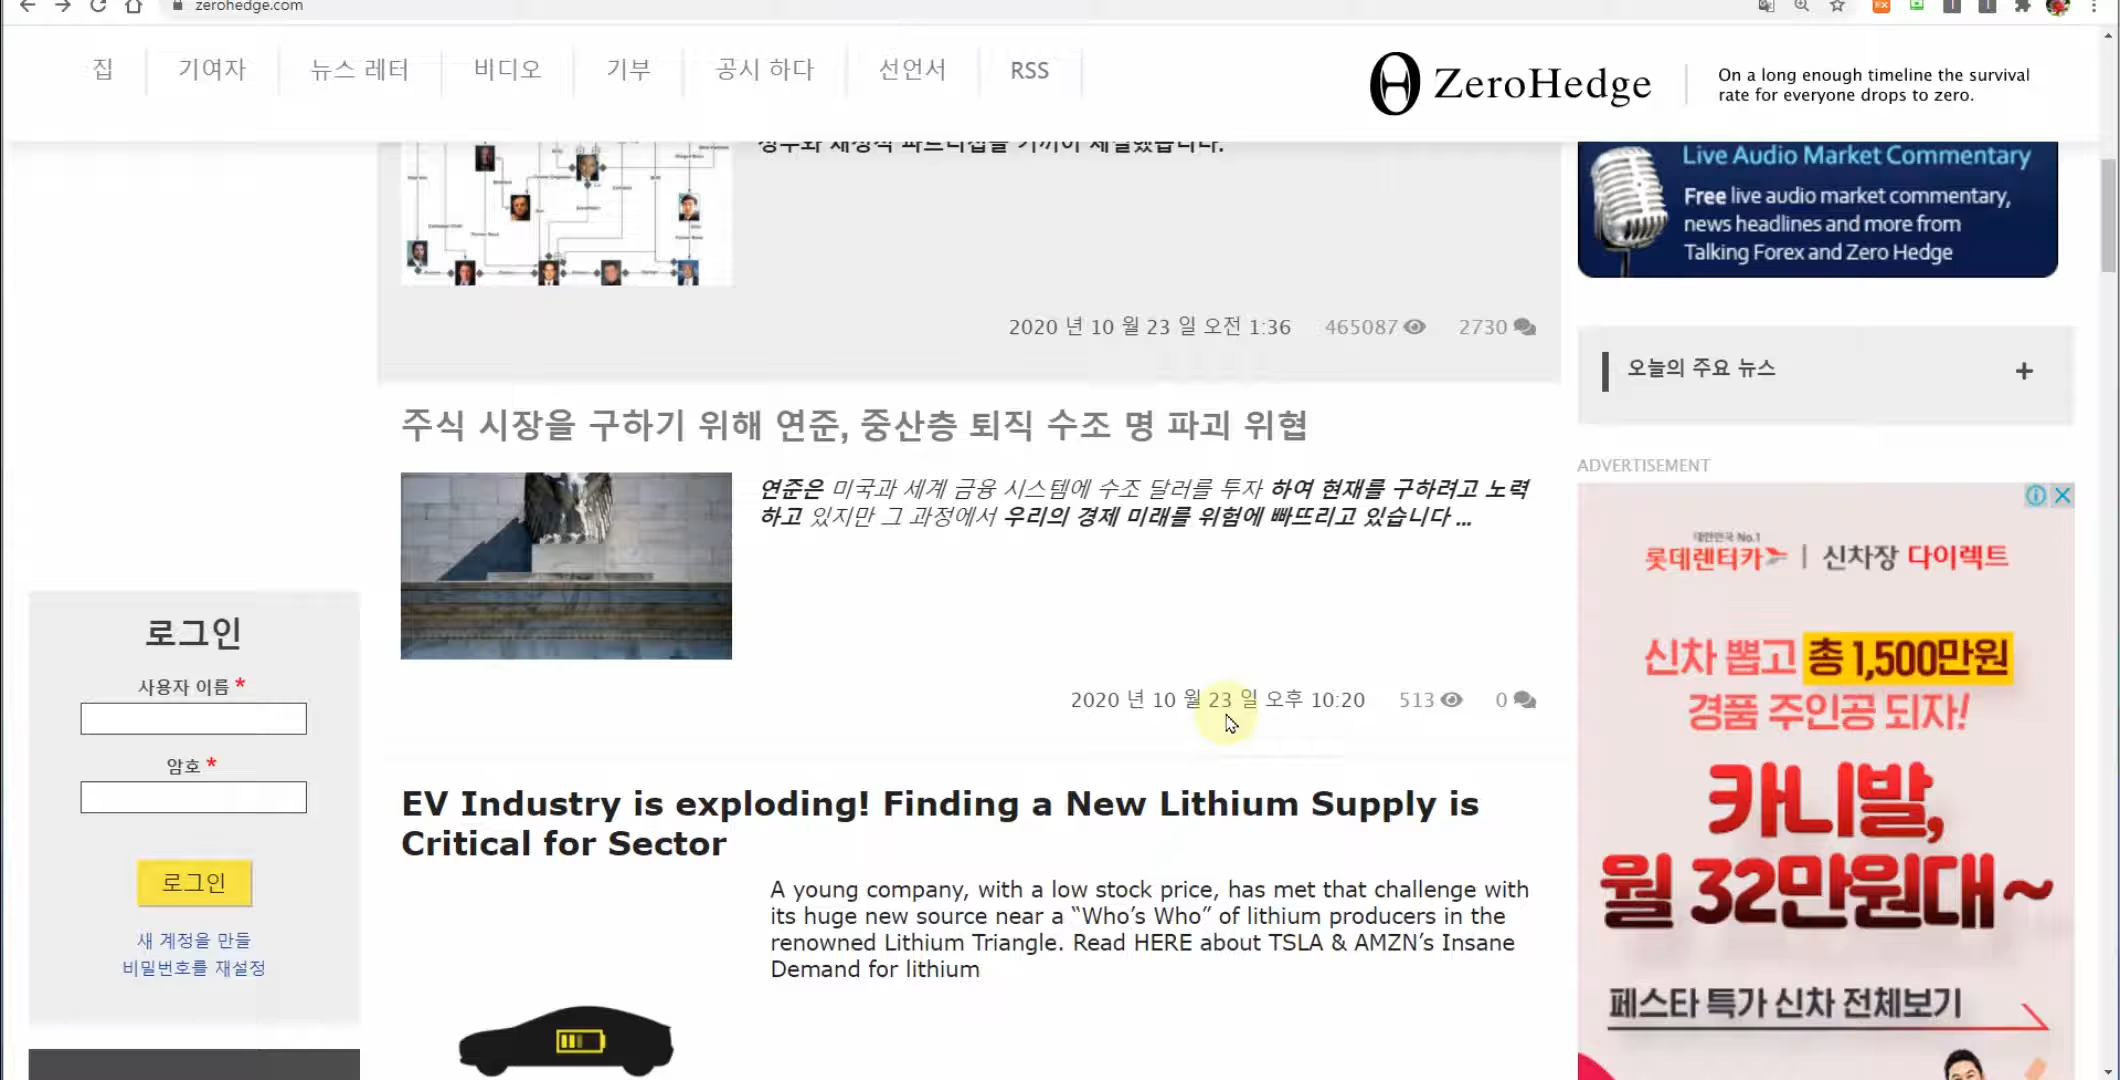 zerohedge.com
집 기여자 뉴스 레터 비디오 기부 공시 하다 선언서 RSS
ZeroHedge
On a long enough timeline the survival
rate for everyone drops to zero.
2020 년 10 월 23 일 오전 1:36 465087 2730
주식 시장을 구하기 위해 연준, 중산층 퇴직 수조 명 파괴 위협
연준은 미국과 세계 금융 시스템에 수조 달러를 투자 하여 현재를 구하려고 노력
하고 있지만 그 과정에서 우리의 경제 미래를 위험에 빠뜨리고 있습니다 ...
2020 년 10 월 23 일 오후 10:20 513 0
EV Industry is exploding! Finding a New Lithium Supply is
Critical for Sector
A young company, with a low stock price, has met that challenge with
its huge new source near a “Who’s Who” of lithium producers in the
renowned Lithium Triangle. Read HERE about TSLA & AMZN’s Insane
Demand for lithium
로그인
사용자 이름 *
암호 *
로그인
새 계정을 만들
비밀번호를 재설정
Live Audio Market Commentary
Free live audio market commentary,
news headlines and more from
Talking Forex and Zero Hedge
오늘의 주요 뉴스 +
ADVERTISEMENT
대한민국 No.1
롯데렌터카 | 신차장 다이렉트
신차 뽑고 총 1,500만원
경품 주인공 되자!
카니발,
월 32만원대~
페스타 특가 신차 전체보기